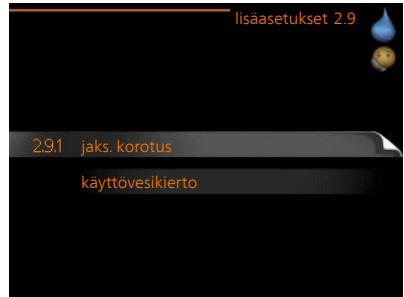 lisäasetukset 2.9
2.9.1 jaks. korotus
käyttövesikierto